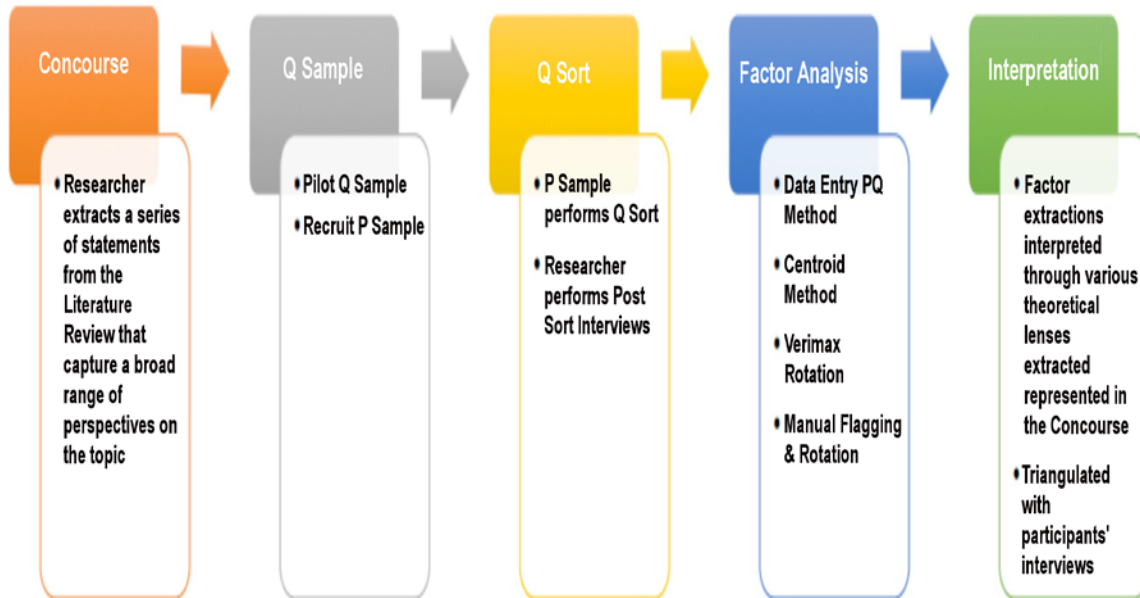 Concourse
Q Sample
Q Sort
Factor Analysis
Interpretation
• Researcher
extracts a series
of statements
from the
Literature
Review that
capture a broad
range of
perspectives on
the topic
• Pilot Q Sample
• Recruit P Sample
• P Sample
performs Q Sort
• Researcher
performs Post
Sort Interviews
• Data Entry PQ
Method
• Centroid
Method
• Verimax
Rotation
• Manual Flagging
& Rotation
• Factor
extractions
interpreted
through various
theoretical
lenses
extracted
represented in
the Concourse
• Triangulated
with
participants'
interviews